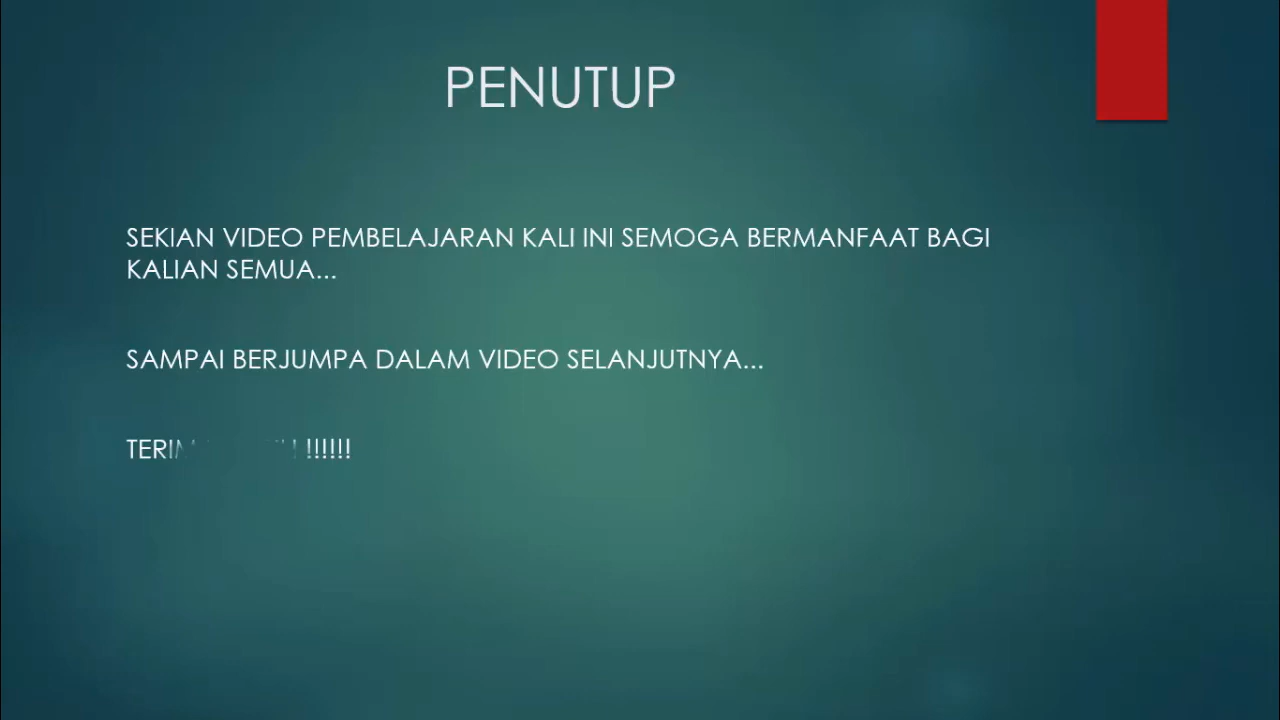 PENUTUP
SEKIAN VIDEO PEMBELAJARAN KALI INI SEMOGA BERMANFAAT BAGI
KALIAN SEMUA...
SAMPAI BERJUMPA DALAM VIDEO SELANJUTNYA...
!!!!!!